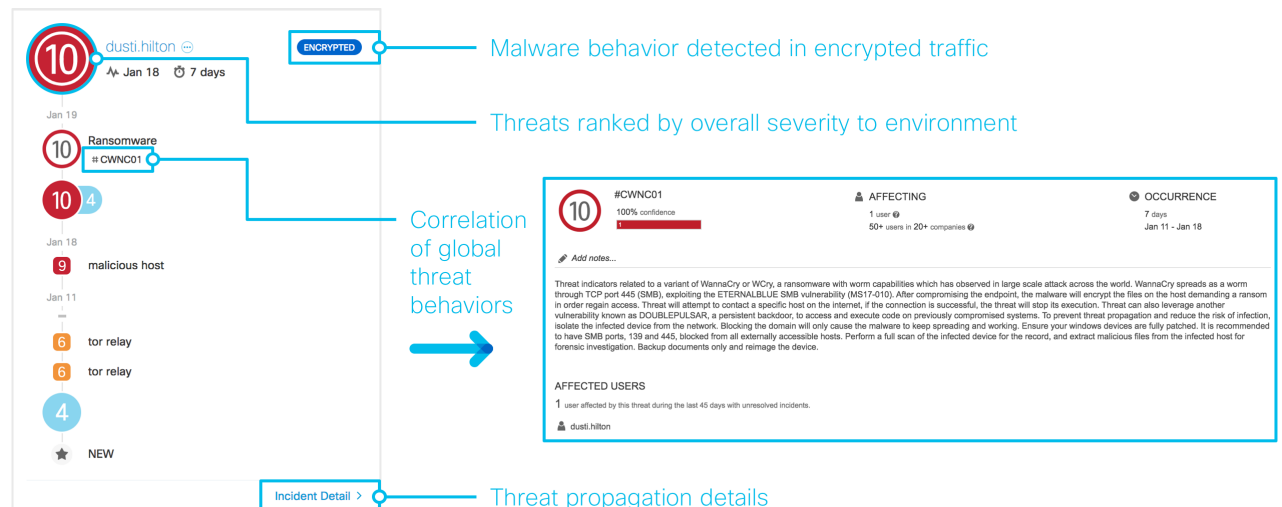 10
dusti.hilton
ENCRYPTED
Jan 18 7 days
Malware behavior detected in encrypted traffic
Jan 19
10
Ransomware
# CWNC01
Threats ranked by overall severity to environment
10 4
Jan 18
9 malicious host
Jan 11
6 tor relay
6 tor relay
4
NEW
Incident Detail >
Correlation
of global
threat
behaviors
10
#CWNC01
100% confidence
1
AFFECTING
1 user
50+ users in 20+ companies
OCCURRENCE
7 days
Jan 11 - Jan 18
Add notes...
Threat indicators related to a variant of WannaCry or WCry, a ransomware with worm capabilities which has observed in large scale attack across the world. WannaCry spreads as a worm
through TCP port 445 (SMB), exploiting the ETERNALBLUE SMB vulnerability (MS17-010). After compromising the endpoint, the malware will encrypt the files on the host demanding a ransom
in order regain access. Threat will attempt to contact a specific host on the internet, if the connection is successful, the threat will stop its execution. Threat can also leverage another
vulnerability known as DOUBLEPULSAR, a persistent backdoor, to access and execute code on previously compromised systems. To prevent threat propagation and reduce the risk of infection,
isolate the infected device from the network. Blocking the domain will only cause the malware to keep spreading and working. Ensure your windows devices are fully patched. It is recommended
to have SMB ports, 139 and 445, blocked from all externally accessible hosts. Perform a full scan of the infected device for the record, and extract malicious files from the infected host for
forensic investigation. Backup documents only and reimage the device.
AFFECTED USERS
1 user affected by this threat during the last 45 days with unresolved incidents.
dusti.hilton
Threat propagation details